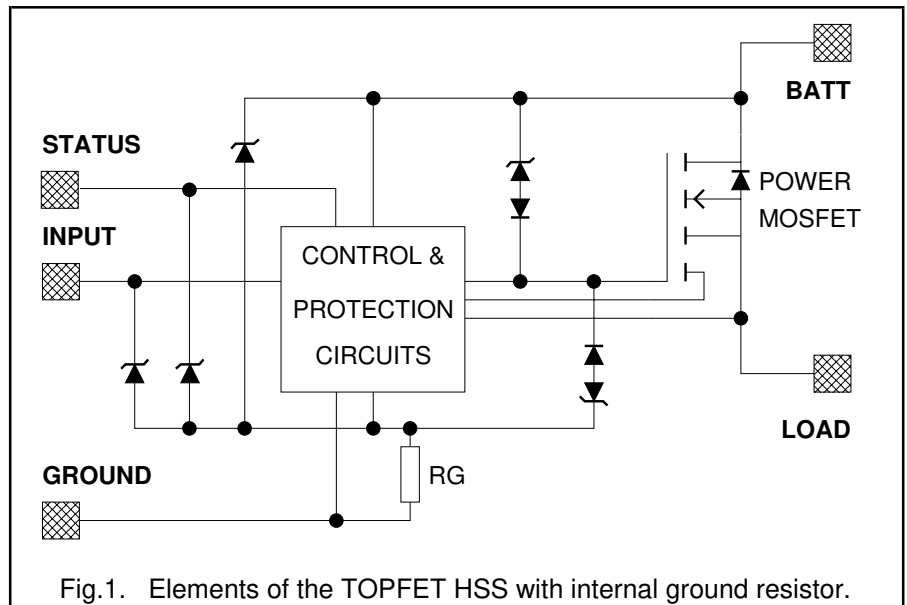 BATT
STATUS
POWER
MOSFET
INPUT
CONTROL &
PROTECTION
CIRCUITS
LOAD
GROUND
RG
Fig.1. Elements of the TOPFET HSS with internal ground resistor.